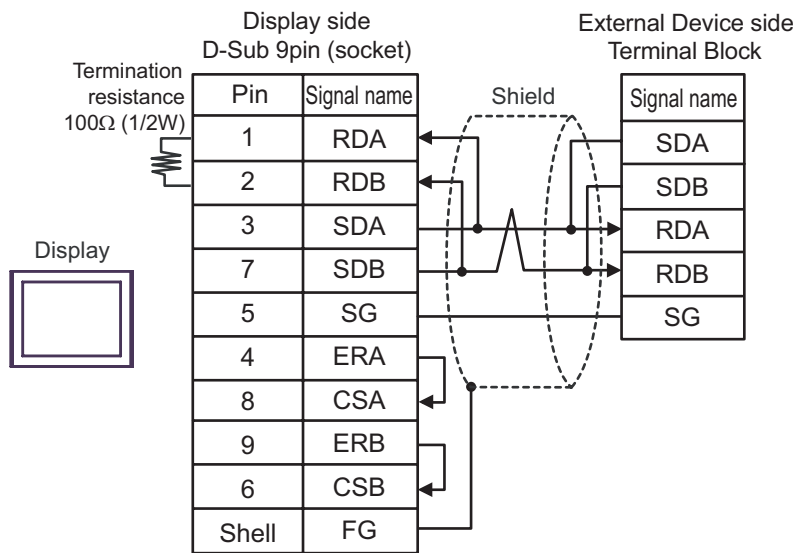 Display side
D-Sub 9pin (socket)
External Device side
Terminal Block
Termination
resistance
100Ω (1/2W)
Display
Shield
Pin Signal name
1 RDA
2 RDB
3 SDA
7 SDB
5 SG
4 ERA
8 CSA
9 ERB
6 CSB
Shell FG
Signal name
SDA
SDB
RDA
RDB
SG